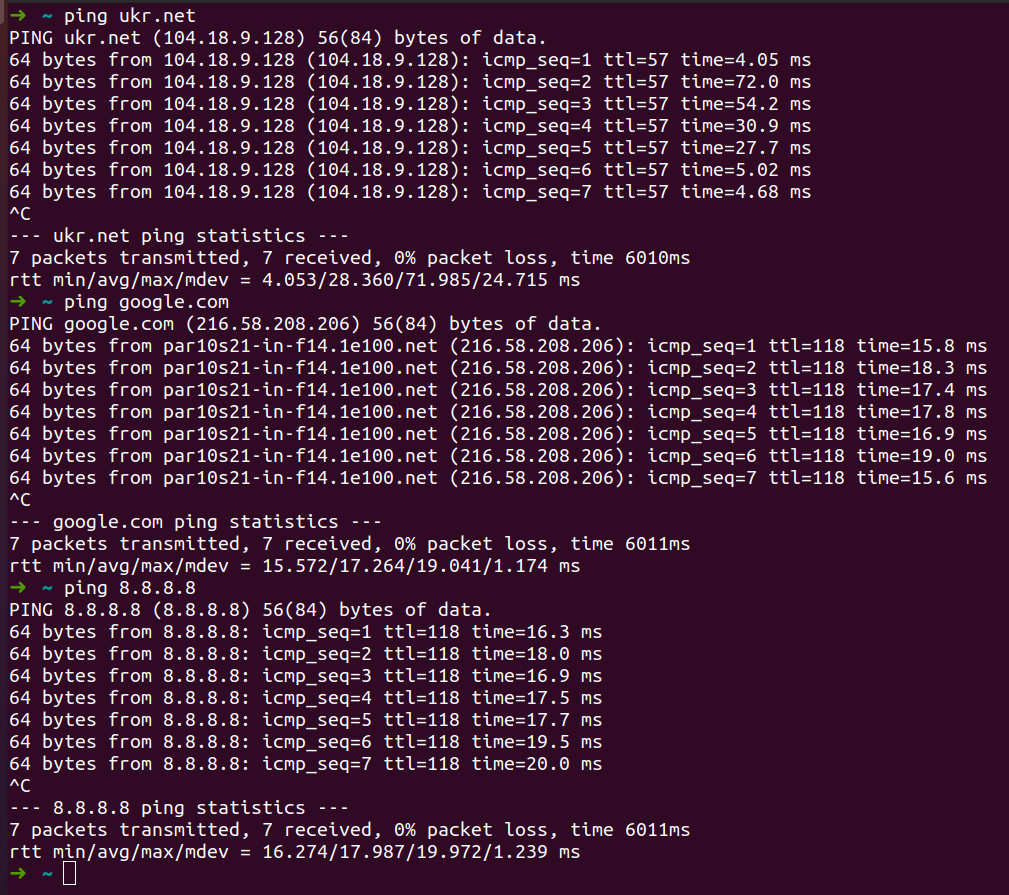 ➜ ~ ping ukr.net
PING ukr.net (104.18.9.128) 56(84) bytes of data.
64 bytes from 104.18.9.128 (104.18.9.128): icmp_seq=1 ttl=57 time=4.05 ms
64 bytes from 104.18.9.128 (104.18.9.128): icmp_seq=2 ttl=57 time=72.0 ms
64 bytes from 104.18.9.128 (104.18.9.128): icmp_seq=3 ttl=57 time=54.2 ms
64 bytes from 104.18.9.128 (104.18.9.128): icmp_seq=4 ttl=57 time=30.9 ms
64 bytes from 104.18.9.128 (104.18.9.128): icmp_seq=5 ttl=57 time=27.7 ms
64 bytes from 104.18.9.128 (104.18.9.128): icmp_seq=6 ttl=57 time=5.02 ms
64 bytes from 104.18.9.128 (104.18.9.128): icmp_seq=7 ttl=57 time=4.68 ms
^C
--- ukr.net ping statistics ---
7 packets transmitted, 7 received, 0% packet loss, time 6010ms
rtt min/avg/max/mdev = 4.053/28.360/71.985/24.715 ms
➜ ~ ping google.com
PING google.com (216.58.208.206) 56(84) bytes of data.
64 bytes from par10s21-in-f14.1e100.net (216.58.208.206): icmp_seq=1 ttl=118 time=15.8 ms
64 bytes from par10s21-in-f14.1e100.net (216.58.208.206): icmp_seq=2 ttl=118 time=18.3 ms
64 bytes from par10s21-in-f14.1e100.net (216.58.208.206): icmp_seq=3 ttl=118 time=17.4 ms
64 bytes from par10s21-in-f14.1e100.net (216.58.208.206): icmp_seq=4 ttl=118 time=17.8 ms
64 bytes from par10s21-in-f14.1e100.net (216.58.208.206): icmp_seq=5 ttl=118 time=16.9 ms
64 bytes from par10s21-in-f14.1e100.net (216.58.208.206): icmp_seq=6 ttl=118 time=19.0 ms
64 bytes from par10s21-in-f14.1e100.net (216.58.208.206): icmp_seq=7 ttl=118 time=15.6 ms
^C
--- google.com ping statistics ---
7 packets transmitted, 7 received, 0% packet loss, time 6011ms
rtt min/avg/max/mdev = 15.572/17.264/19.041/1.174 ms
➜ ~ ping 8.8.8.8
PING 8.8.8.8 (8.8.8.8) 56(84) bytes of data.
64 bytes from 8.8.8.8: icmp_seq=1 ttl=118 time=16.3 ms
64 bytes from 8.8.8.8: icmp_seq=2 ttl=118 time=18.0 ms
64 bytes from 8.8.8.8: icmp_seq=3 ttl=118 time=16.9 ms
64 bytes from 8.8.8.8: icmp_seq=4 ttl=118 time=17.5 ms
64 bytes from 8.8.8.8: icmp_seq=5 ttl=118 time=17.7 ms
64 bytes from 8.8.8.8: icmp_seq=6 ttl=118 time=19.5 ms
64 bytes from 8.8.8.8: icmp_seq=7 ttl=118 time=20.0 ms
^C
--- 8.8.8.8 ping statistics ---
7 packets transmitted, 7 received, 0% packet loss, time 6011ms
rtt min/avg/max/mdev = 16.274/17.987/19.972/1.239 ms
➜ ~